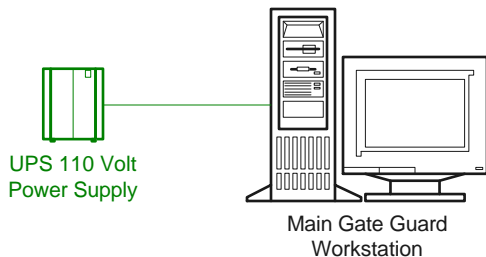 UPS 110 Volt
Power Supply
Main Gate Guard
Workstation